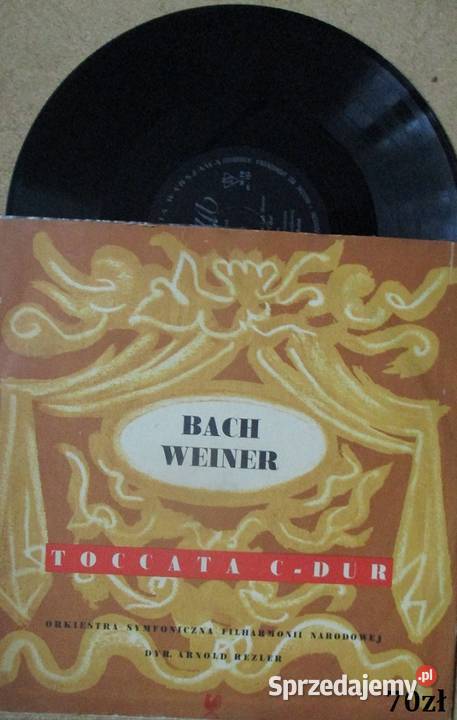 BACH
WEINER
TOCCATA C-DUR
ORKIESTRA SYMFONICZNA FILHARMONII NARODOWEJ
DYR. ARNOLD REZLER
Sprzedajemy.pl
70zł